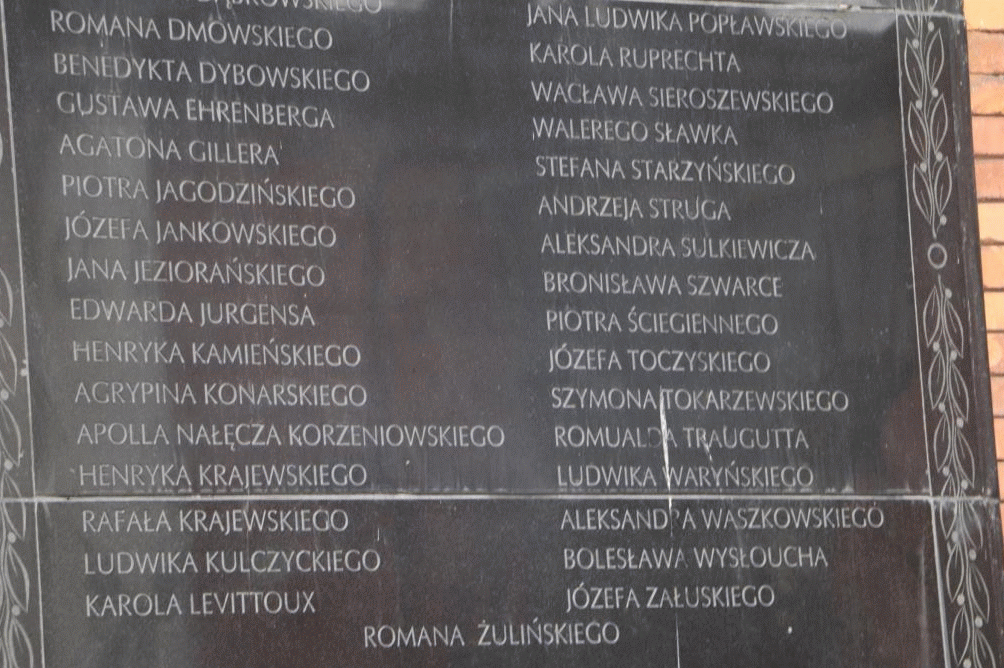 DĄBROWSKIEGO
ROMANA DMOWSKIEGO
BENEDYKTA DYBOWSKIEGO
GUSTAWA EHRENBERGA
AGATONA GILLERA
PIOTRA JAGODZIŃSKIEGO
JÓZEFA JANKOWSKIEGO
JANA JEZIORAŃSKIEGO
EDWARDA JURGENSA
HENRYKA KAMIEŃSKIEGO
AGRYPINA KONARSKIEGO
APOLLA NAŁĘCZA KORZENIOWSKIEGO
HENRYKA KRAJEWSKIEGO
RAFAŁA KRAJEWSKIEGO
LUDWIKA KULCZYCKIEGO
KAROLA LEVITTOUX
JANA LUDWIKA POPŁAWSKIEGO
KAROLA RUPRECHTA
WACŁAWA SIEROSZEWSKIEGO
WALEREGO SŁAWKA
STEFANA STARZYŃSKIEGO
ANDRZEJA STRUGA
ALEKSANDRA SULKIEWICZA
BRONISŁAWA SZWARCE
PIOTRA ŚCIEGIENNEGO
JÓZEFA TOCZYSKIEGO
SZYMONA TOKARZEWSKIEGO
ROMUALDA TRAUGUTTA
LUDWIKA WARYŃSKIEGO
ALEKSANDRA WASZKOWSKIEGO
BOLESŁAWA WYSŁOUCHA
JÓZEFA ZAŁUSKIEGO
ROMANA ŻULIŃSKIEGO